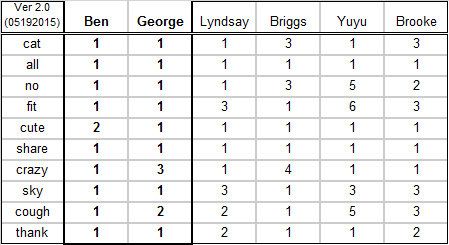 Ver 2.0
(05192015) Ben George Lyndsay Briggs Yuyu Brooke
cat 1 1 1 3 1 3
all 1 1 1 1 1 1
no 1 1 1 3 5 2
fit 1 1 3 1 6 3
cute 2 1 1 1 1 1
share 1 1 1 1 1 1
crazy 1 3 1 4 1 1
sky 1 1 3 1 3 3
cough 1 2 2 1 5 3
thank 1 1 2 1 1 2